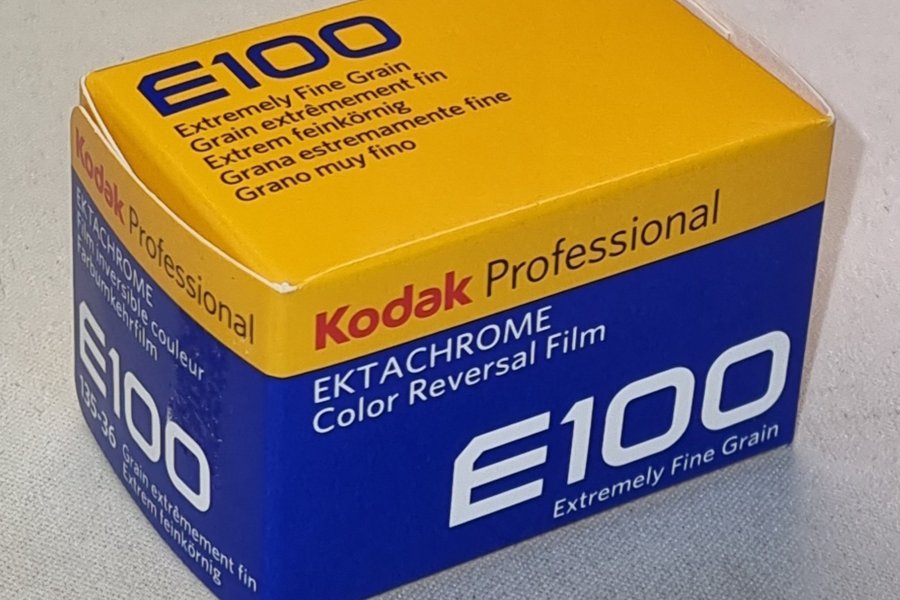 E100
Extremely Fine Grain
Grain extrêmement fin
Extrem feinkörnig
Grana estremamente fine
Grano muy fino
Kodak Professional
EKTACHROME
Film inversible couleur
Farbumkehrfilm
E100
135-36
Grain extrêmement fin
Extrem feinkörnig
Kodak Professional
EKTACHROME
Color Reversal Film
E100
Extremely Fine Grain